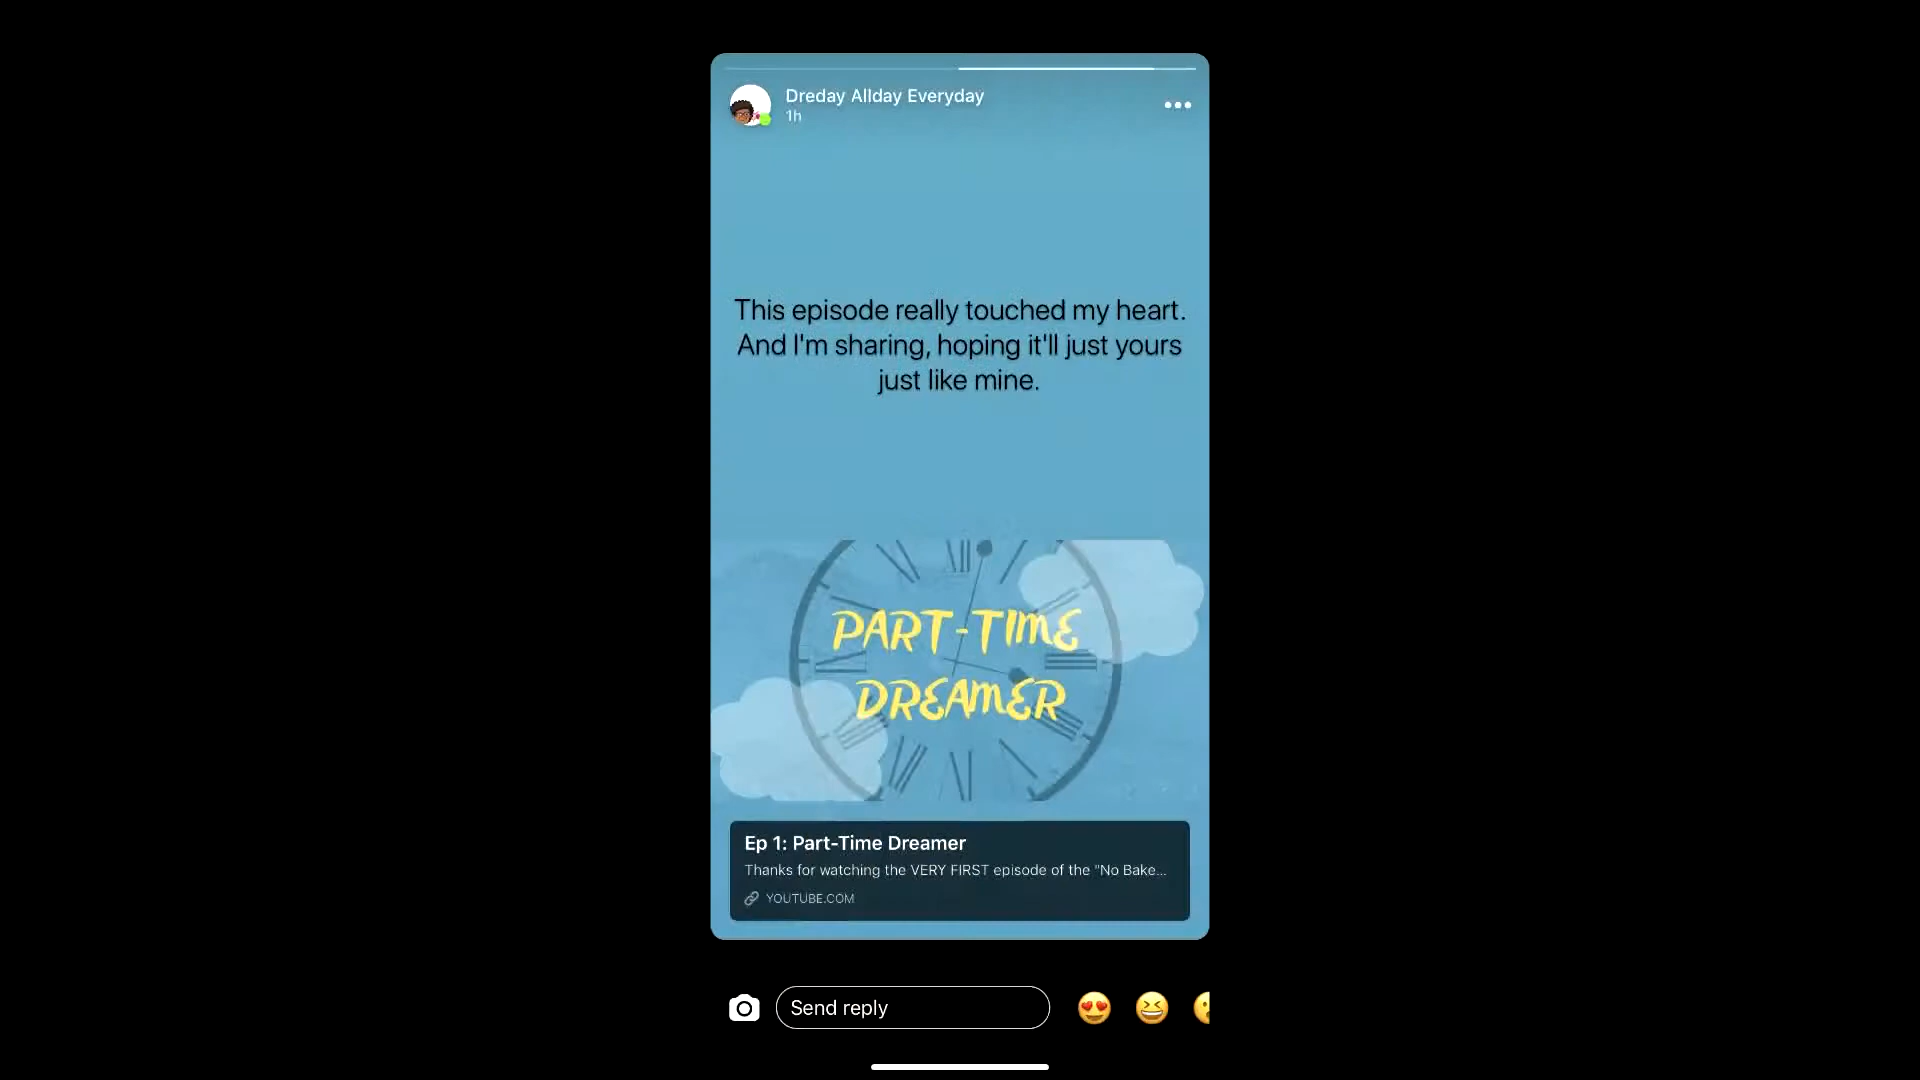 Dreday Allday Everyday
1h
This episode really touched my heart.
And I'm sharing, hoping it'll just yours
just like mine.
PART-TIME
DREAMER
Ep 1: Part-Time Dreamer
Thanks for watching the VERY FIRST episode of the "No Bake...
YOUTUBE.COM
Send reply